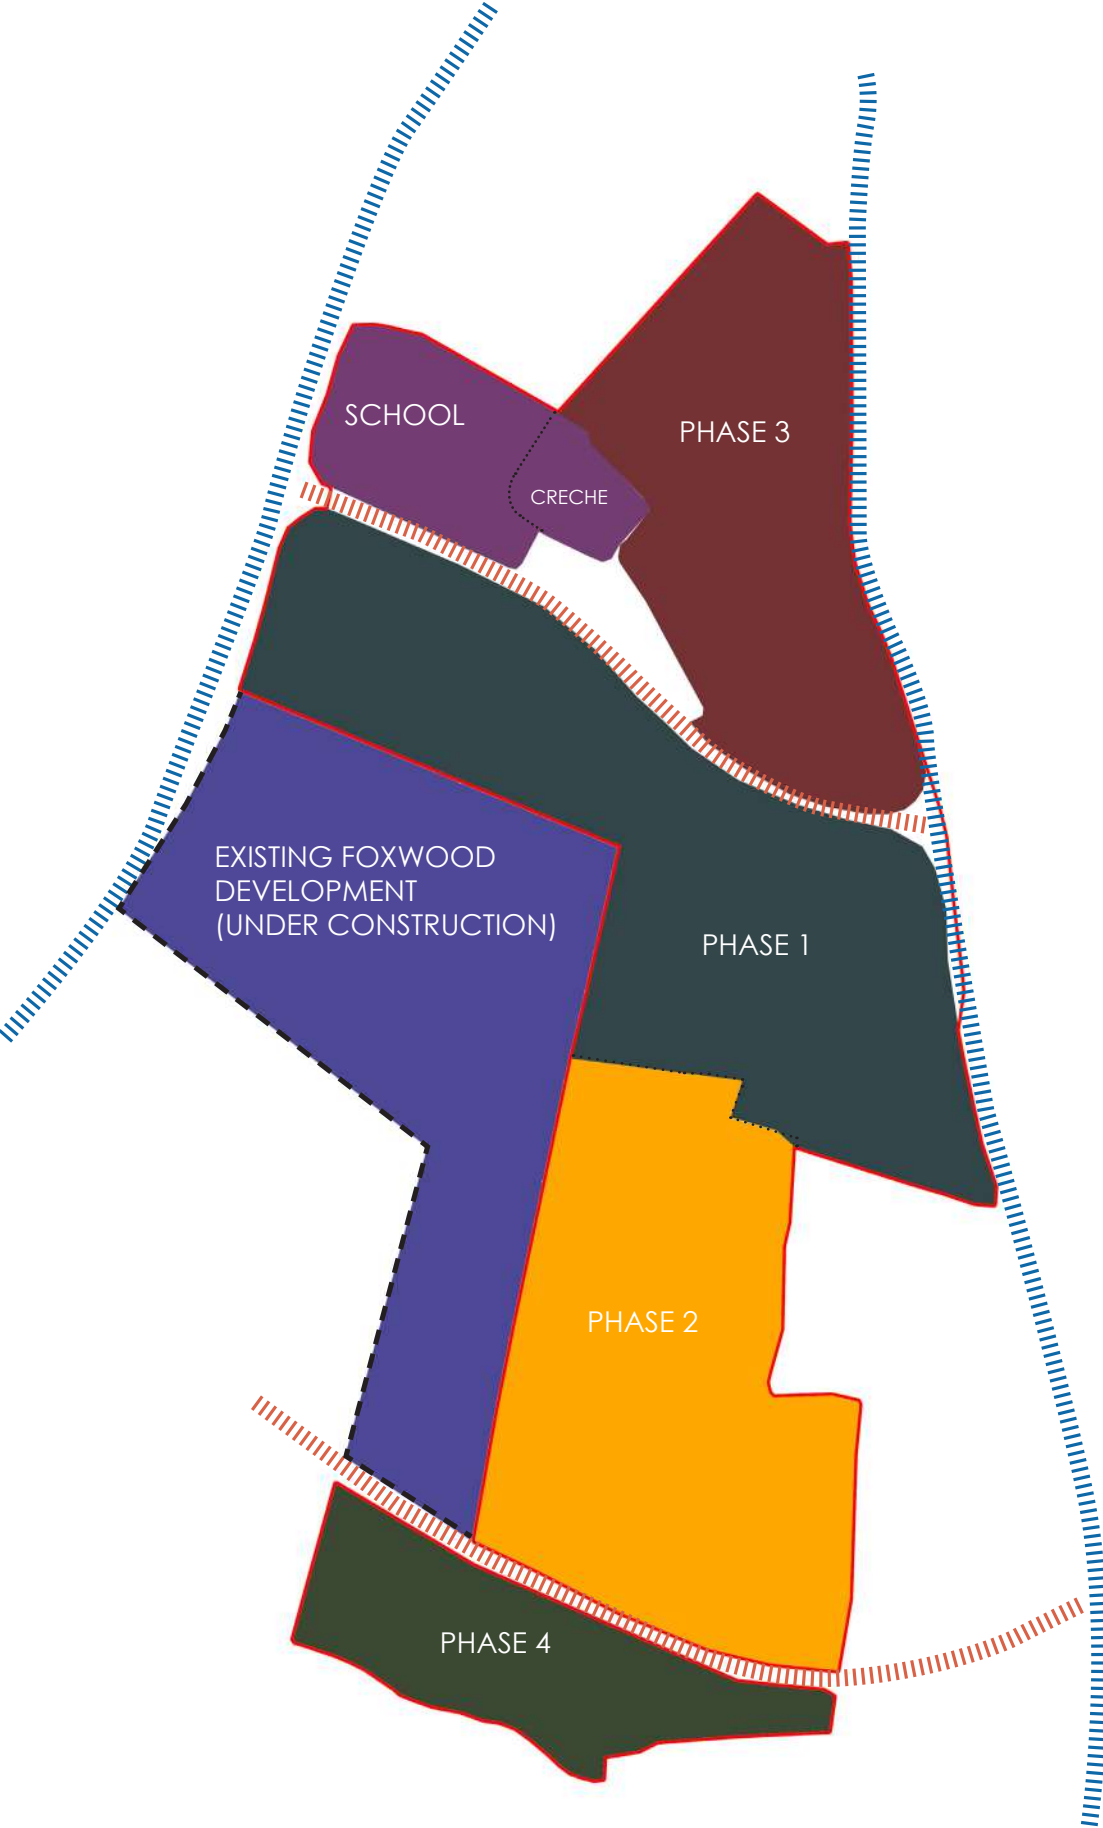 SCHOOL
PHASE 3
CRECHE
EXISTING FOXWOOD
DEVELOPMENT
(UNDER CONSTRUCTION)
PHASE 1
PHASE 2
PHASE 4